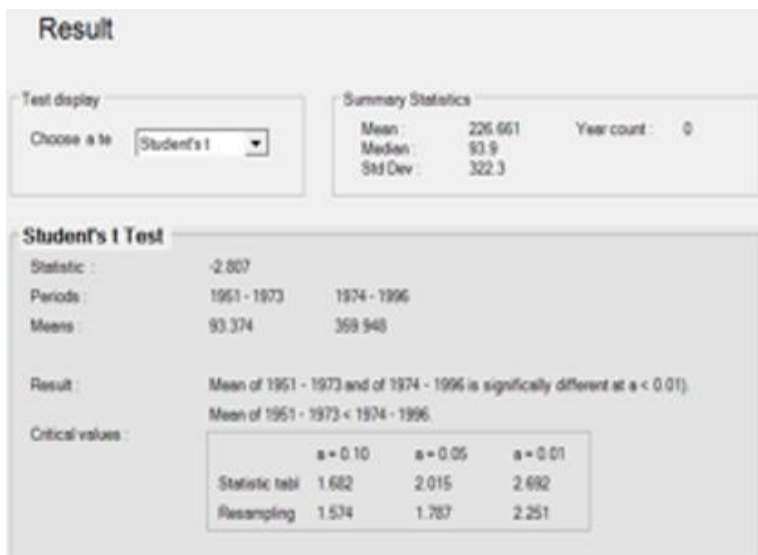 Result
Test display
Choose a te Student's t
Summary Statistics
Mean : 226.661 Year count : 0
Median : 93.9
Std Dev : 322.3
Student's t Test
Statistic : -2.807
Periods : 1951 - 1973 1974 - 1996
Means : 93.374 359.948
Result : Mean of 1951 - 1973 and of 1974 - 1996 is significally different at a < 0.01).
Mean of 1951 - 1973 < 1974 - 1996.
Critical values :
a = 0.10 a = 0.05 a = 0.01
Statistic tabl 1.682 2.015 2.692
Resampling 1.574 1.787 2.251